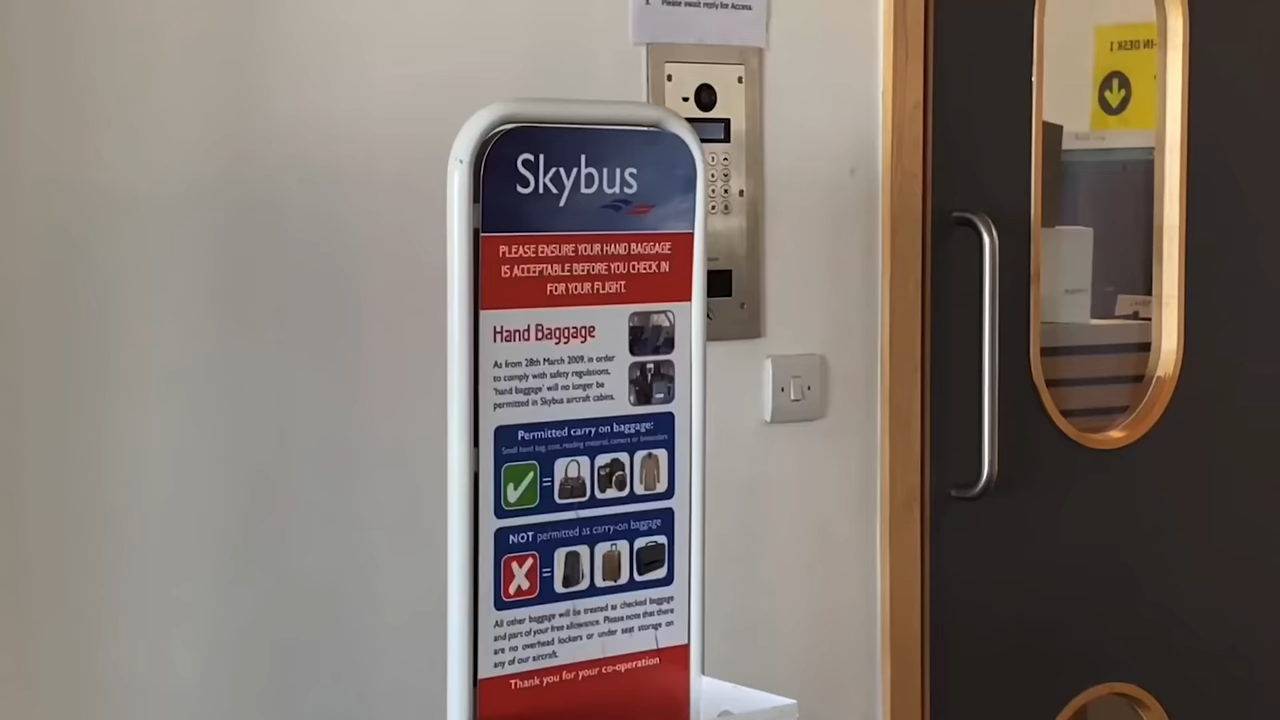 3. Please await reply for Access.
-IN DESK 1
Skybus
PLEASE ENSURE YOUR HAND BAGGAGE
IS ACCEPTABLE BEFORE YOU CHECK IN
FOR YOUR FLIGHT.
Hand Baggage
As from 28th March 2009, in order
to comply with safety regulations,
'hand baggage' will no longer be
permitted in Skybus aircraft cabins.
Permitted carry on baggage:
Small hand bag, coat, reading material, camera or binoculars
=
NOT permitted as carry-on baggage
=
All other baggage will be treated as checked baggage
and part of your free allowance. Please note that there
are no overhead lockers or under seat storage on
any of our aircraft.
Thank you for your co-operation